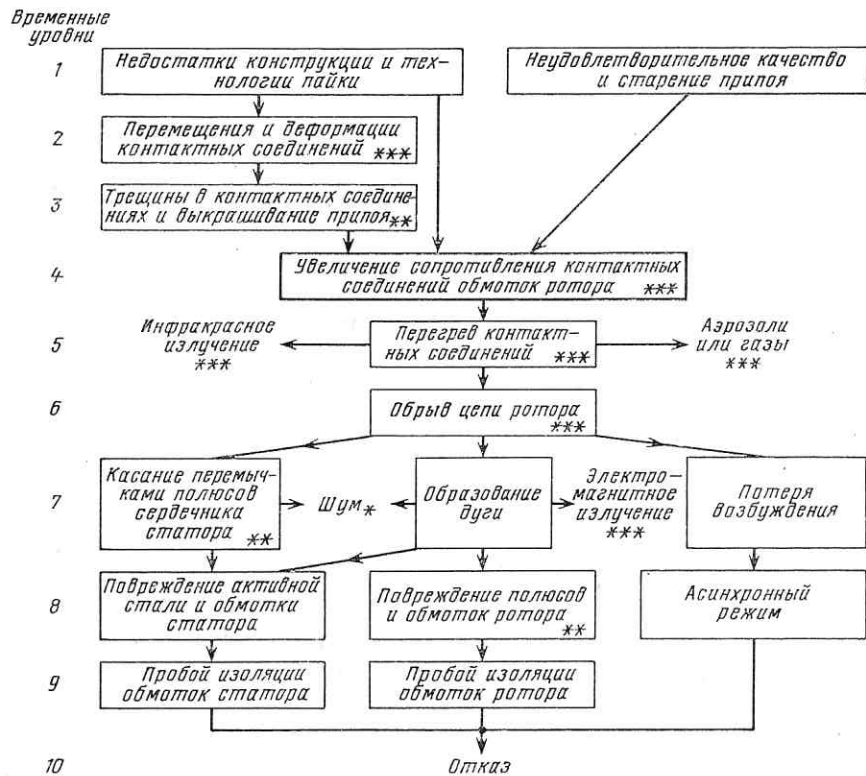 Временные
уровни
1
Недостатки конструкции и тех-
нологии пайки
Неудовлетворительное качество
и старение припоя
2
Перемещения и деформации
контактных соединений ***
3
Трещины в контактных соедине-
ниях и выкрашивание припоя**
4
Увеличение сопротивления контактных
соединений обмоток ротора ***
5
Инфракрасное
излучение
***
Перегрев контакт-
ных соединений ***
Аэрозоли
или газы
***
6
Обрыв цепи ротора
***
7
Касание перемыч-
ками полюсов
сердечника
статора **
Шум*
Образование
дуги
Электро-
магнитное
излучение
***
Потеря
возбуждения
8
Повреждение активной
стали и обмотки
статора
Повреждение полюсов
и обмоток ротора
**
Асинхронный
режим
9
Пробой изоляции
обмоток статора
Пробой изоляции
обмоток ротора
10
Отказ